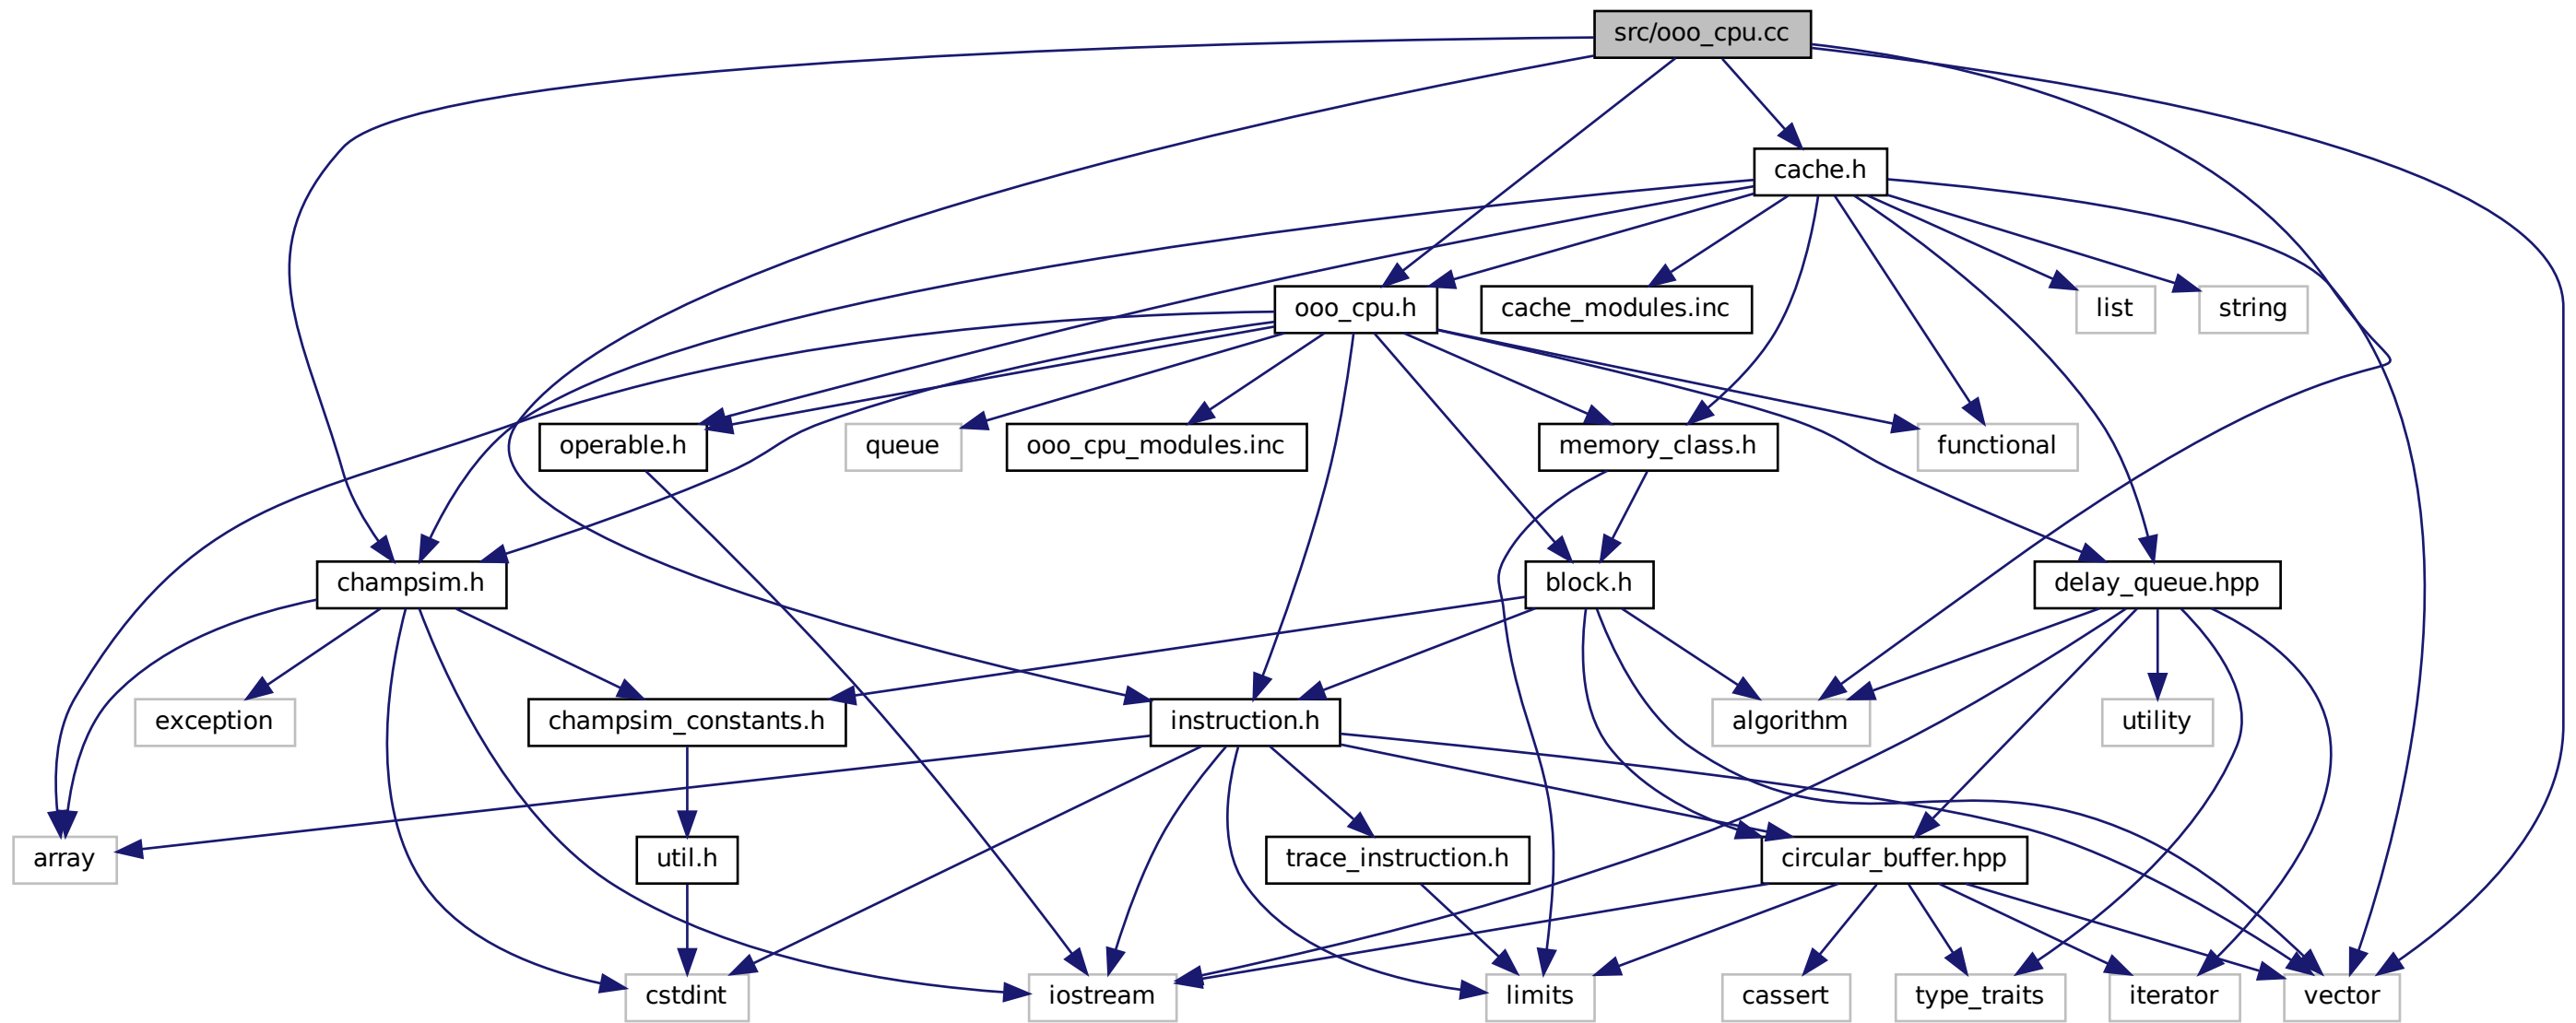 src/ooo_cpu.cc
cache.h
ooo_cpu.h
cache_modules.inc
list
string
operable.h
queue
ooo_cpu_modules.inc
memory_class.h
functional
champsim.h
block.h
delay_queue.hpp
exception
champsim_constants.h
instruction.h
algorithm
utility
array
util.h
trace_instruction.h
circular_buffer.hpp
cstdint
iostream
limits
cassert
type_traits
iterator
vector